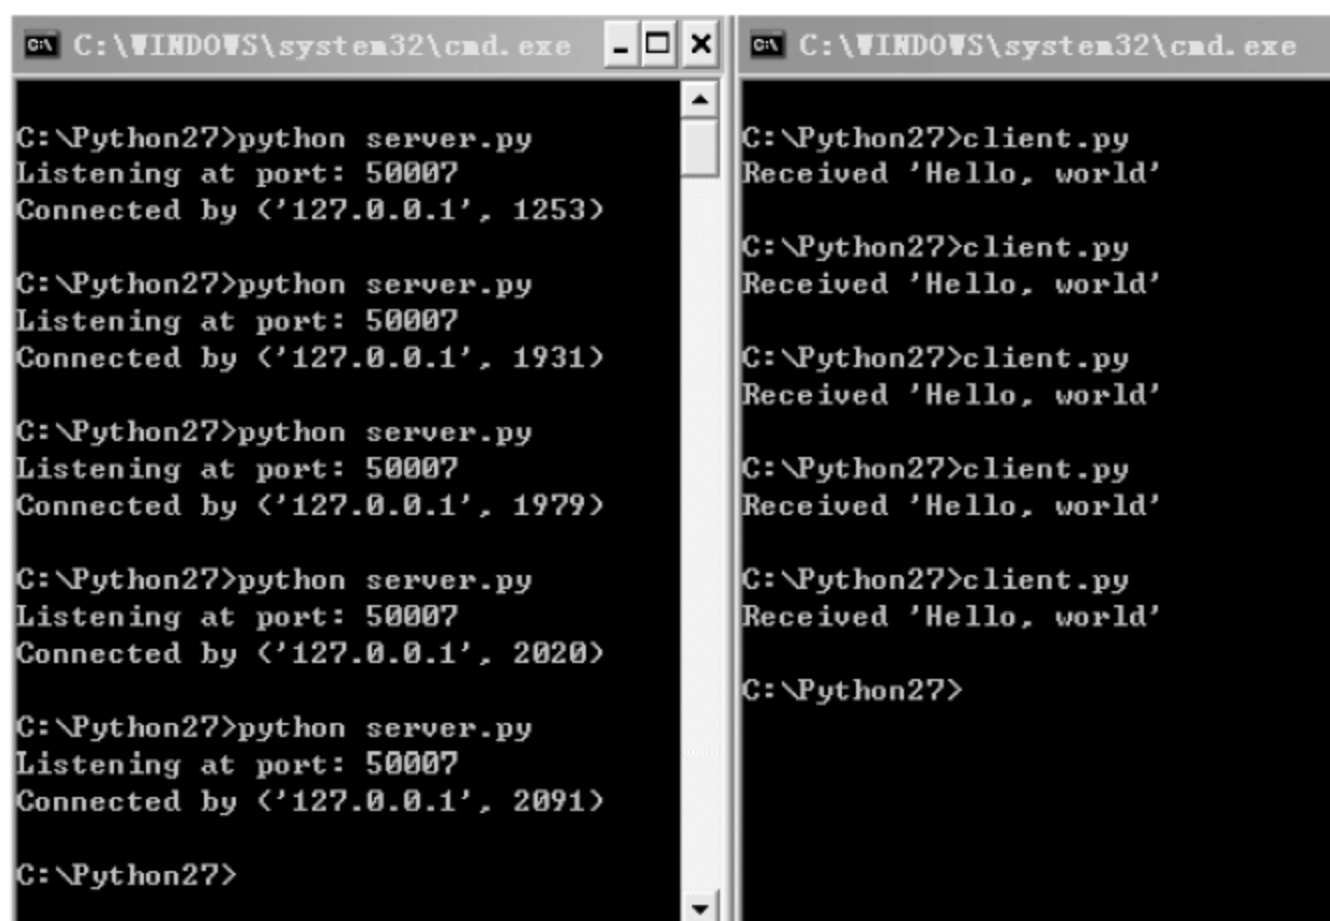 C:\WINDOWS\system32\cmd.exe
C:\Python27>python server.py
Listening at port: 50007
Connected by ('127.0.0.1', 1253)
C:\Python27>python server.py
Listening at port: 50007
Connected by ('127.0.0.1', 1931)
C:\Python27>python server.py
Listening at port: 50007
Connected by ('127.0.0.1', 1979)
C:\Python27>python server.py
Listening at port: 50007
Connected by ('127.0.0.1', 2020)
C:\Python27>python server.py
Listening at port: 50007
Connected by ('127.0.0.1', 2091)
C:\Python27>
C:\WINDOWS\system32\cmd.exe
C:\Python27>client.py
Received 'Hello, world'
C:\Python27>client.py
Received 'Hello, world'
C:\Python27>client.py
Received 'Hello, world'
C:\Python27>client.py
Received 'Hello, world'
C:\Python27>client.py
Received 'Hello, world'
C:\Python27>